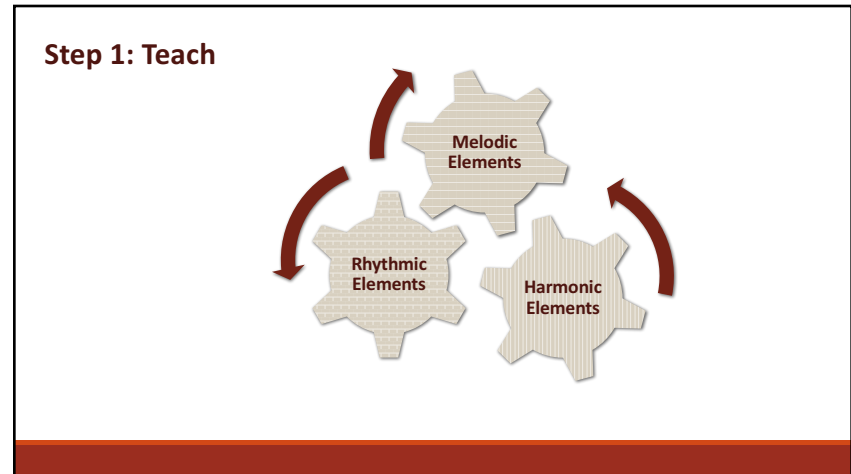 Step 1: Teach
Melodic
Elements
Rhythmic
Elements
Harmonic
Elements